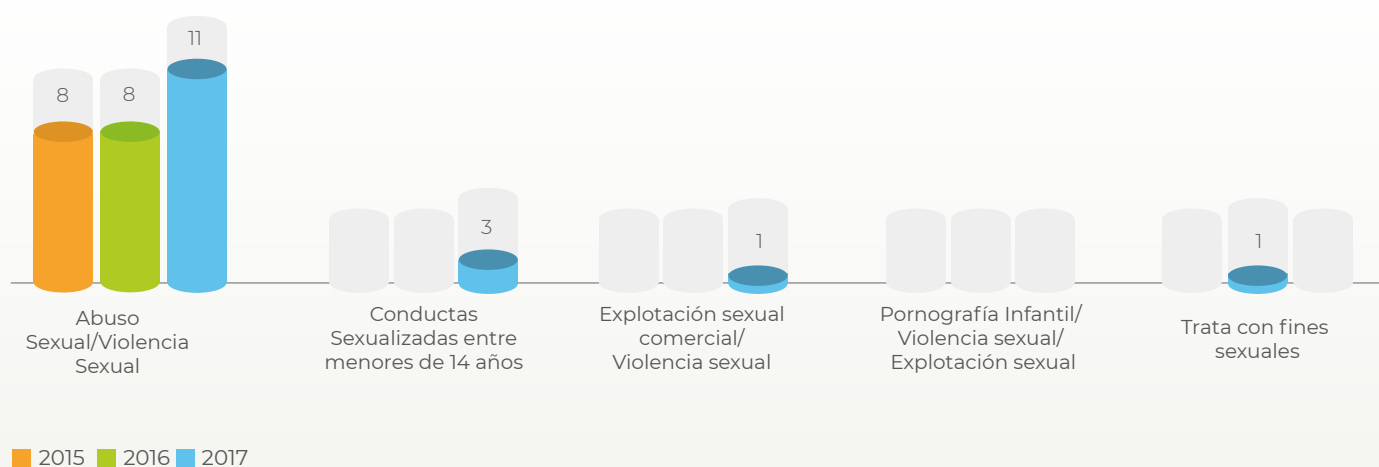 8
8
11
3
1
1
Abuso
Sexual/Violencia
Sexual
Conductas
Sexualizadas entre
menores de 14 años
Explotación sexual
comercial/
Violencia sexual
Pornografía Infantil/
Violencia sexual/
Explotación sexual
Trata con fines
sexuales
2015 2016 2017